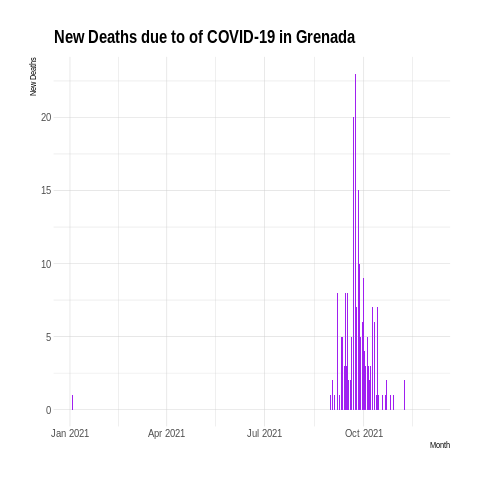 New Deaths due to of COVID-19 in Grenada
New Deaths
20
15
10
5
0
Jan 2021 Apr 2021 Jul 2021 Oct 2021
Month